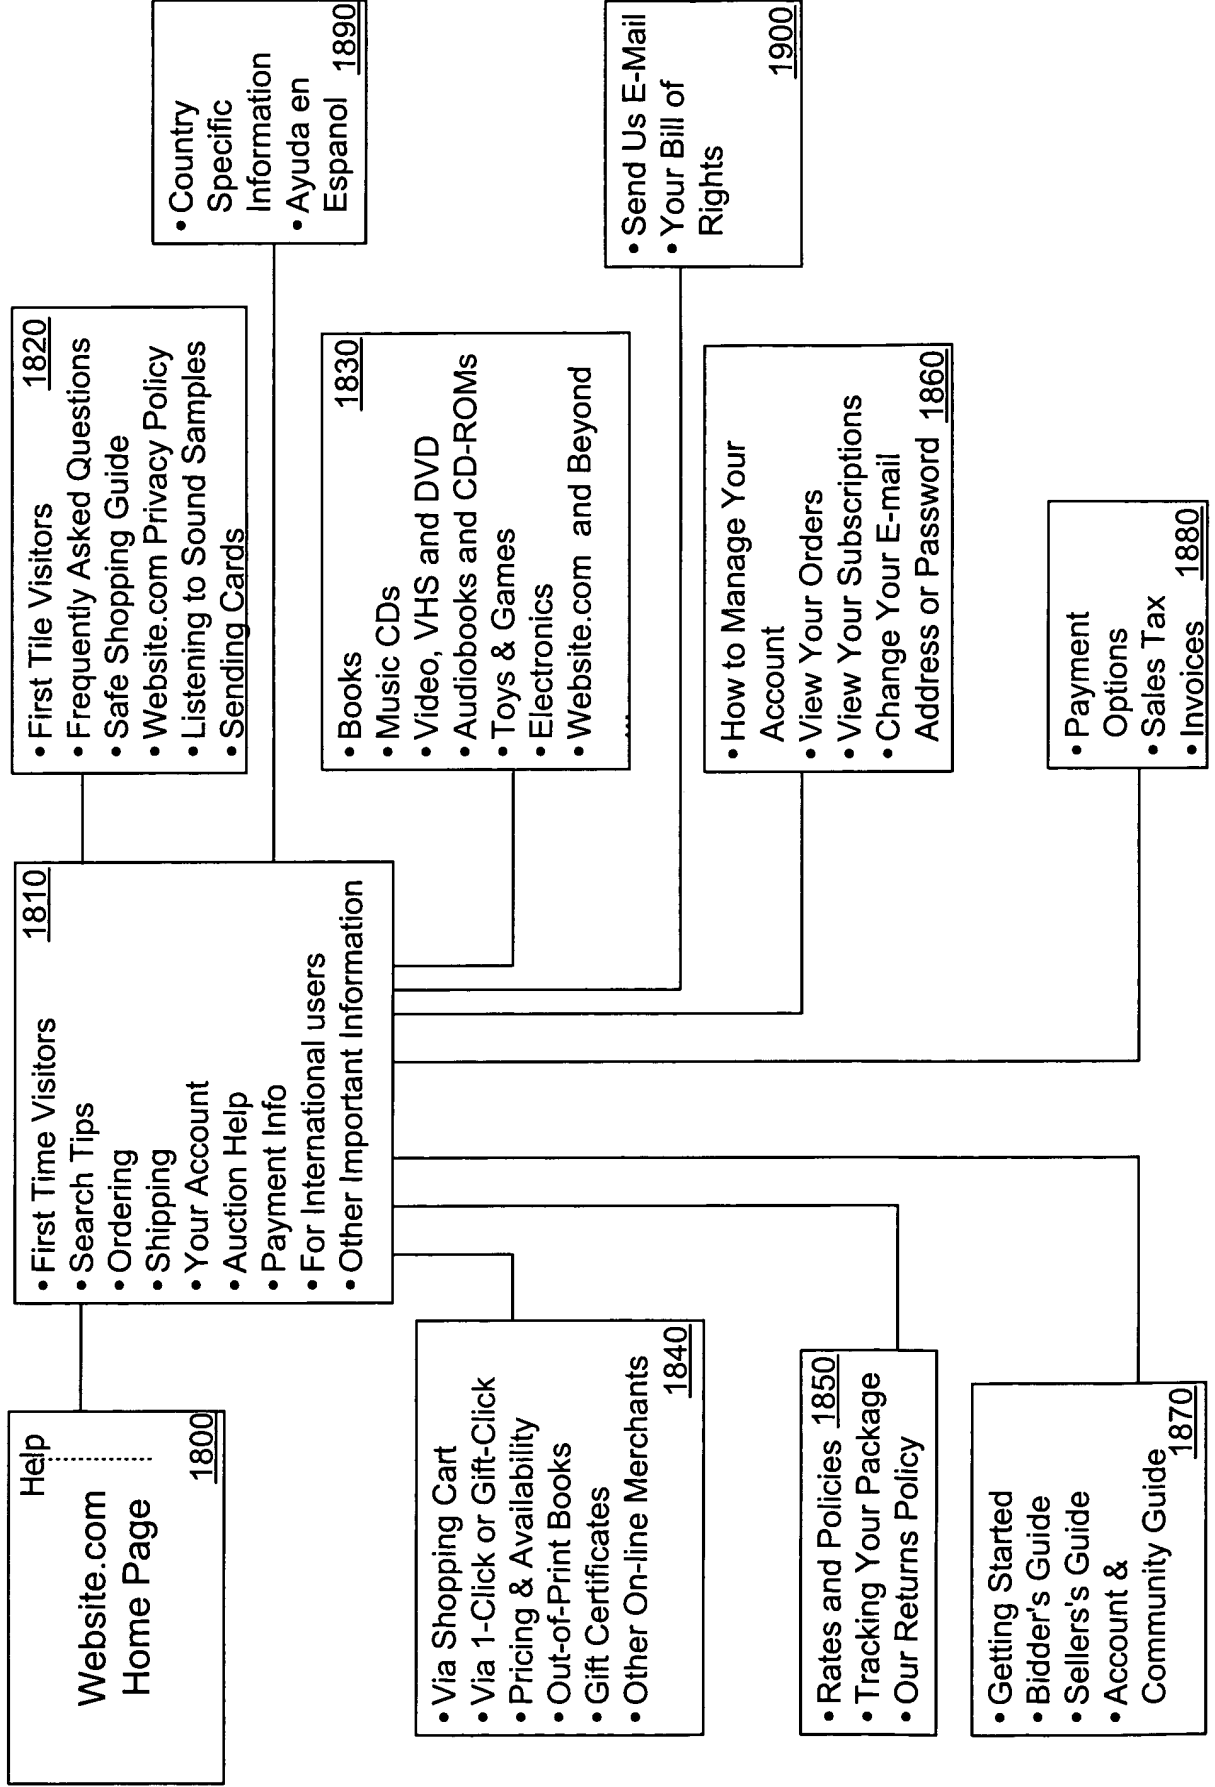 Help
Website.com
Home Page
1800
1810
• First Time Visitors
• Search Tips
• Ordering
• Shipping
• Your Account
• Auction Help
• Payment Info
• For International users
• Other Important Information
• First Tile Visitors 1820
• Frequently Asked Questions
• Safe Shopping Guide
• Website.com Privacy Policy
• Listening to Sound Samples
• Sending Cards
• Country
Specific
Information
• Ayuda en
Espanol 1890
1830
• Books
• Music CDs
• Video, VHS and DVD
• Audiobooks and CD-ROMs
• Toys & Games
• Electronics
• Website.com and Beyond
• Send Us E-Mail
• Your Bill of
Rights
1900
• Via Shopping Cart
• Via 1-Click or Gift-Click
• Pricing & Availability
• Out-of-Print Books
• Gift Certificates
• Other On-line Merchants
1840
• How to Manage Your
Account
• View Your Orders
• View Your Subscriptions
• Change Your E-mail
Address or Password 1860
• Rates and Policies 1850
• Tracking Your Package
• Our Returns Policy
• Getting Started
• Bidder's Guide
• Sellers's Guide
• Account &
Community Guide
1870
• Payment
Options
• Sales Tax
• Invoices 1880